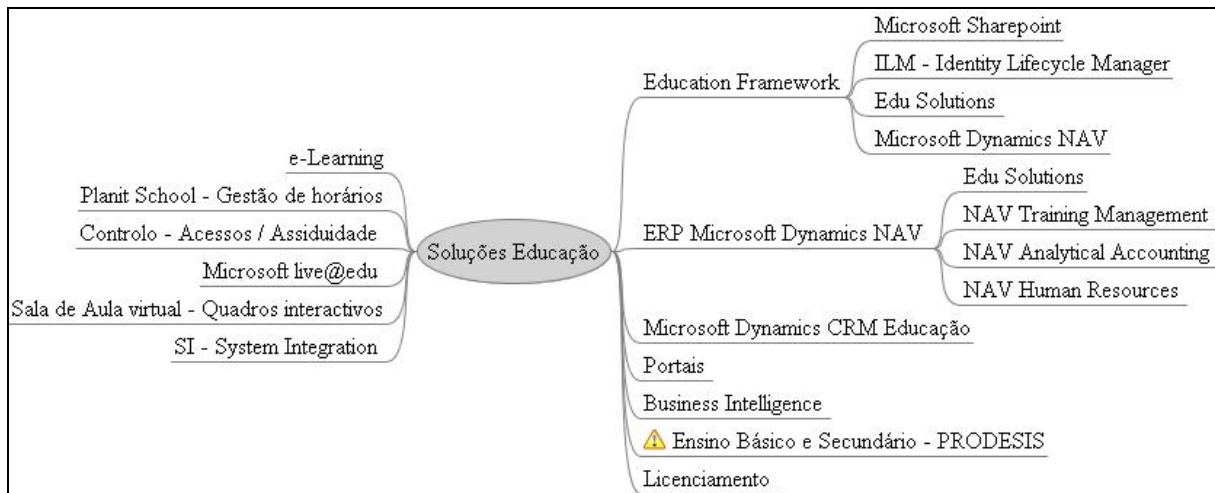 Soluções Educação
Education Framework
Microsoft Sharepoint
ILM - Identity Lifecycle Manager
Edu Solutions
Microsoft Dynamics NAV
ERP Microsoft Dynamics NAV
Edu Solutions
NAV Training Management
NAV Analytical Accounting
NAV Human Resources
Microsoft Dynamics CRM Educação
Portais
Business Intelligence
Ensino Básico e Secundário - PRODESIS
Licenciamento
e-Learning
Planit School - Gestão de horários
Controlo - Acessos / Assiduidade
Microsoft live@edu
Sala de Aula virtual - Quadros interactivos
SI - System Integration